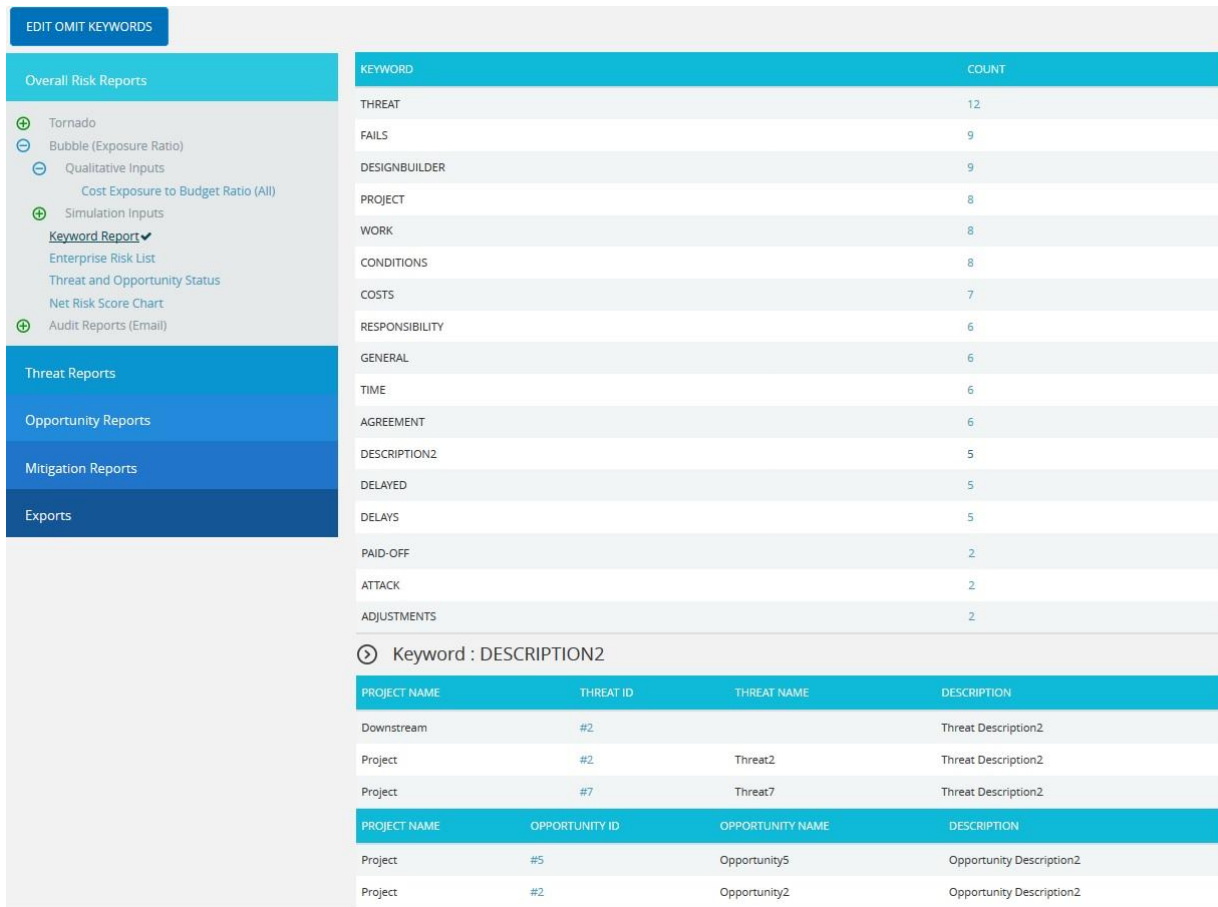 EDIT OMIT KEYWORDS
Overall Risk Reports
Tornado
Bubble (Exposure Ratio)
Qualitative Inputs
Cost Exposure to Budget Ratio (All)
Simulation Inputs
Keyword Report✔
Enterprise Risk List
Threat and Opportunity Status
Net Risk Score Chart
Audit Reports (Email)
Threat Reports
Opportunity Reports
Mitigation Reports
Exports
KEYWORD COUNT
THREAT 12
FAILS 9
DESIGNBUILDER 9
PROJECT 8
WORK 8
CONDITIONS 8
COSTS 7
RESPONSIBILITY 6
GENERAL 6
TIME 6
AGREEMENT 6
DESCRIPTION2 5
DELAYED 5
DELAYS 5
PAID-OFF 2
ATTACK 2
ADJUSTMENTS 2
Keyword : DESCRIPTION2
PROJECT NAME THREAT ID THREAT NAME DESCRIPTION
Downstream #2 Threat Description2
Project #2 Threat2 Threat Description2
Project #7 Threat7 Threat Description2
PROJECT NAME OPPORTUNITY ID OPPORTUNITY NAME DESCRIPTION
Project #5 Opportunity5 Opportunity Description2
Project #2 Opportunity2 Opportunity Description2